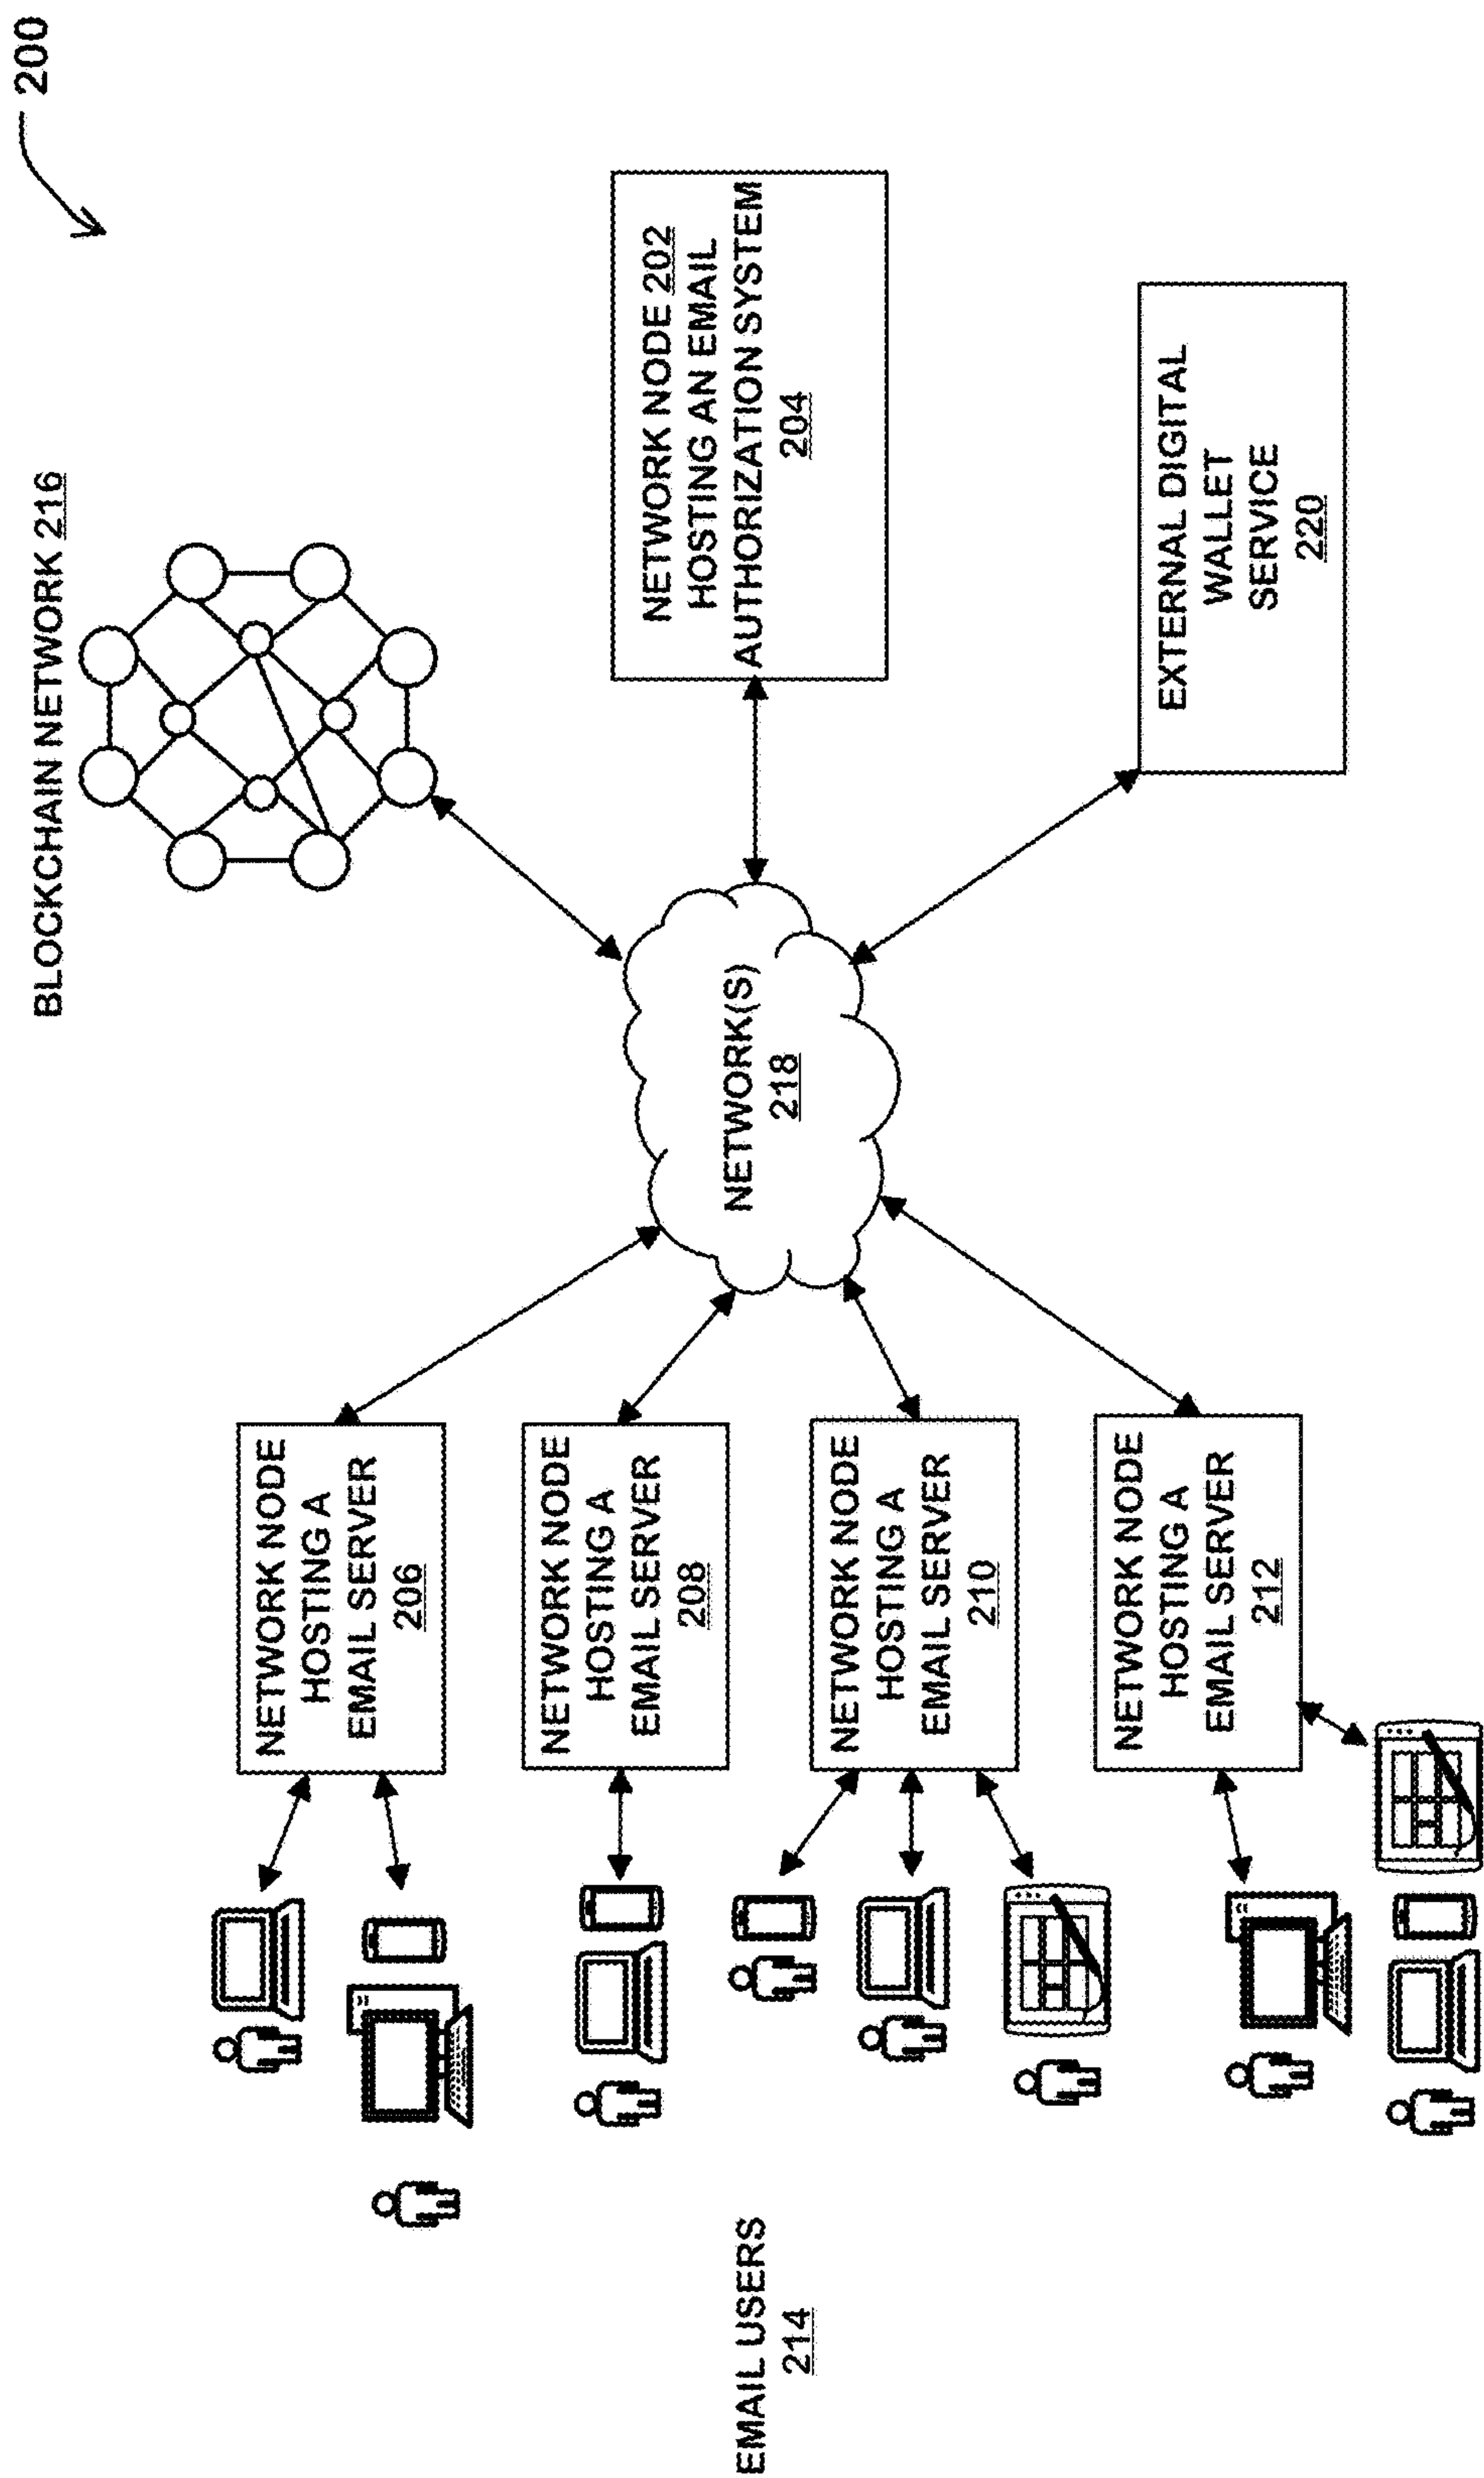 200
BLOCKCHAIN NETWORK 216
NETWORK NODE 202
HOSTING AN EMAIL
AUTHORIZATION SYSTEM
204
EXTERNAL DIGITAL
WALLET
SERVICE
220
NETWORK(S)
218
NETWORK NODE
HOSTING A
EMAIL SERVER
206
NETWORK NODE
HOSTING A
EMAIL SERVER
208
NETWORK NODE
HOSTING A
EMAIL SERVER
210
NETWORK NODE
HOSTING A
EMAIL SERVER
212
EMAIL USERS
214